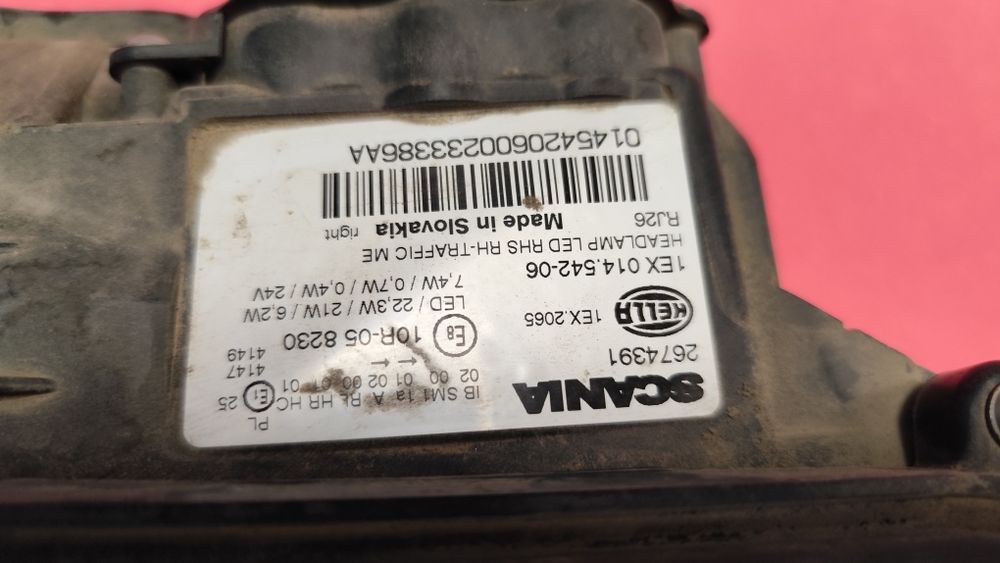 SCANIA
2674391
HELLA 1EX.2065
1EX 014.542-06
HEADLAMP LED RHS RH-TRAFFIC ME
RJ26
Made in Slovakia right
01454206002333386AA
IB SM1 1a A RL HR HC PL
02 00 01 02 00 01 01 E1 25
← → 4147
4149
E8 10R-05 8230
LED / 22,3W / 21W / 6,2W
7,4W / 0,7W / 0,4W / 24V